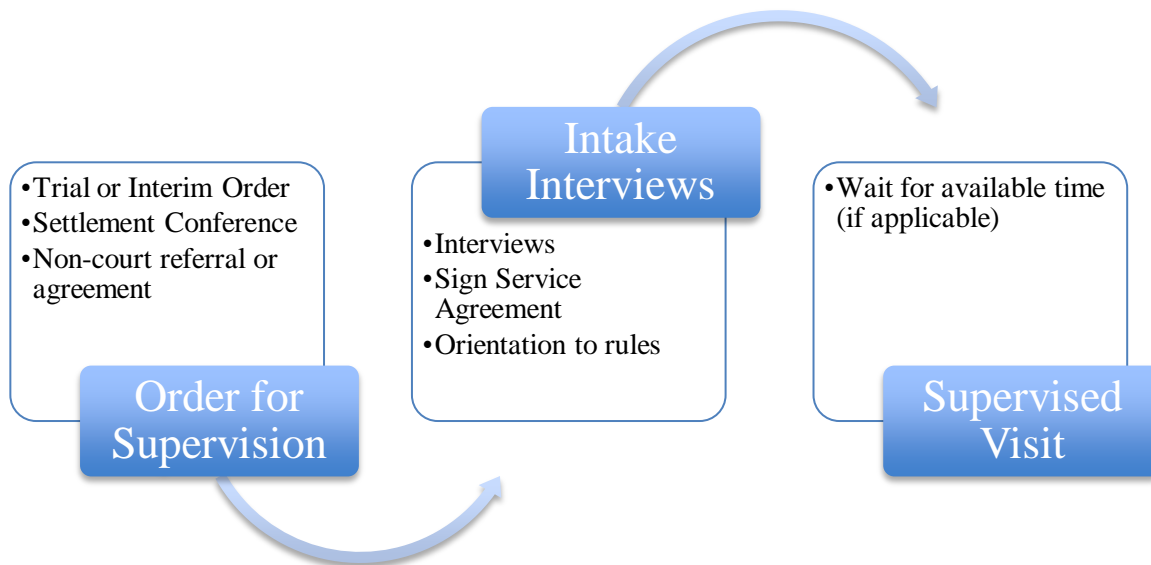 •Trial or Interim Order
•Settlement Conference
•Non-court referral or
agreement
Order for
Supervision
Intake
Interviews
•Interviews
•Sign Service
Agreement
•Orientation to rules
•Wait for available time
(if applicable)
Supervised
Visit